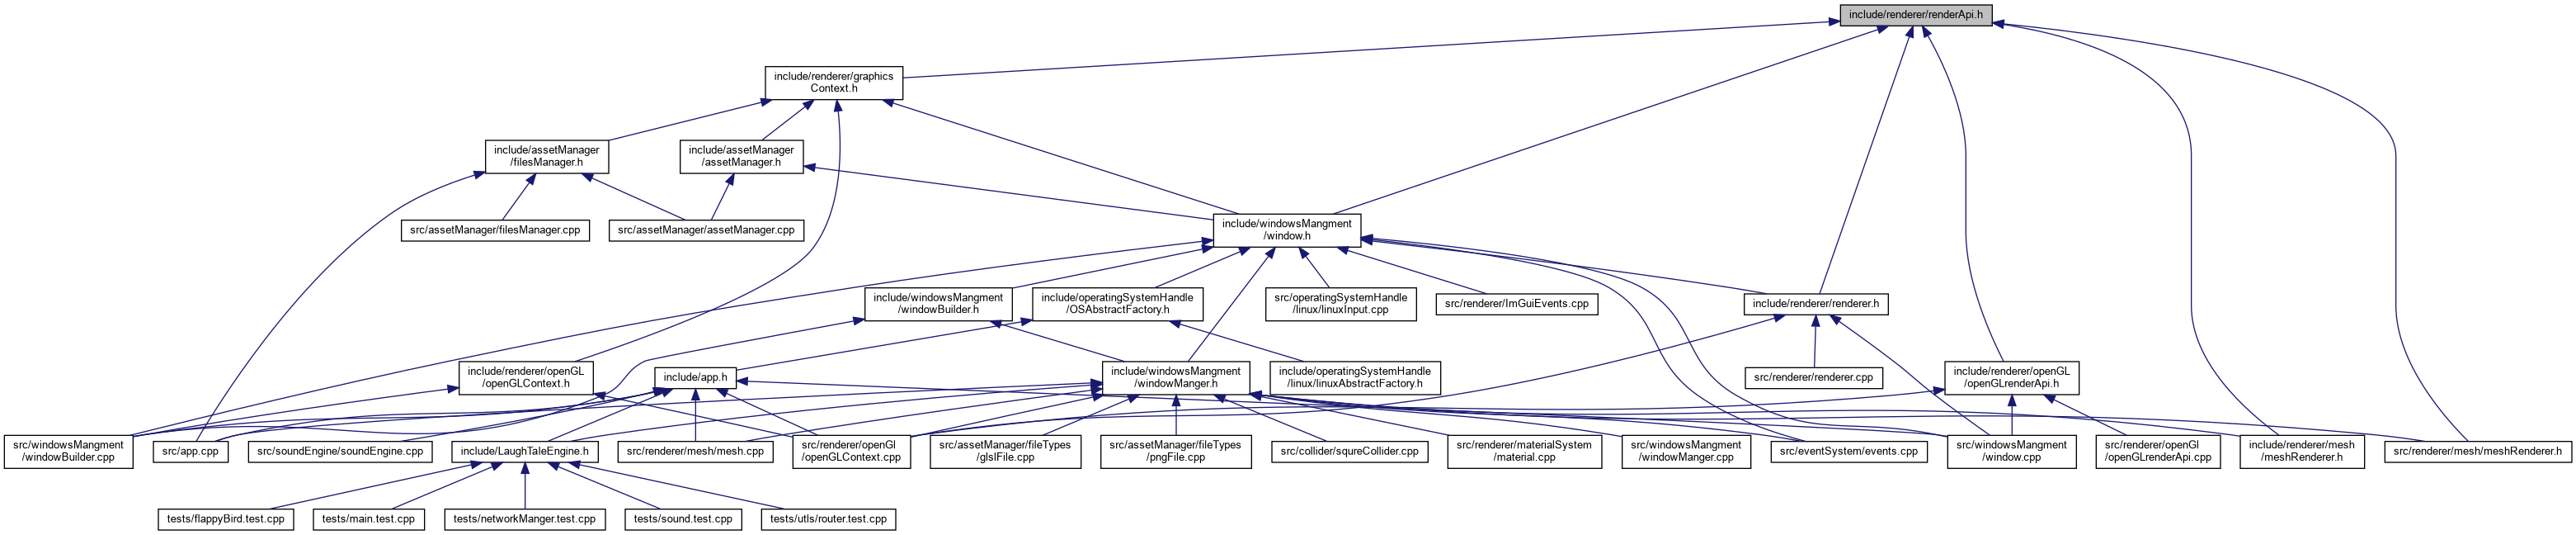 include/renderer/renderApi.h
include/renderer/graphics
Context.h
include/assetManager
/filesManager.h
include/assetManager
/assetManager.h
src/assetManager/filesManager.cpp
src/assetManager/assetManager.cpp
include/windowsMangment
/window.h
include/windowsMangment
/windowBuilder.h
include/operatingSystemHandle
/OSAbstractFactory.h
src/operatingSystemHandle
/linux/linuxInput.cpp
src/renderer/ImGuiEvents.cpp
include/renderer/renderer.h
include/renderer/openGL
/openGLContext.h
include/app.h
include/windowsMangment
/windowManger.h
include/operatingSystemHandle
/linux/linuxAbstractFactory.h
src/renderer/renderer.cpp
include/renderer/openGL
/openGLrenderApi.h
src/windowsMangment
/windowBuilder.cpp
src/app.cpp
src/soundEngine/soundEngine.cpp
include/LaughTaleEngine.h
src/renderer/mesh/mesh.cpp
src/renderer/openGl
/openGLContext.cpp
src/assetManager/fileTypes
/glslFile.cpp
src/assetManager/fileTypes
/pngFile.cpp
src/collider/squreCollider.cpp
src/renderer/materialSystem
/material.cpp
src/windowsMangment
/windowManger.cpp
src/eventSystem/events.cpp
src/windowsMangment
/window.cpp
src/renderer/openGl
/openGLrenderApi.cpp
include/renderer/mesh
/meshRenderer.h
src/renderer/mesh/meshRenderer.h
tests/flappyBird.test.cpp
tests/main.test.cpp
tests/networkManger.test.cpp
tests/sound.test.cpp
tests/utls/router.test.cpp